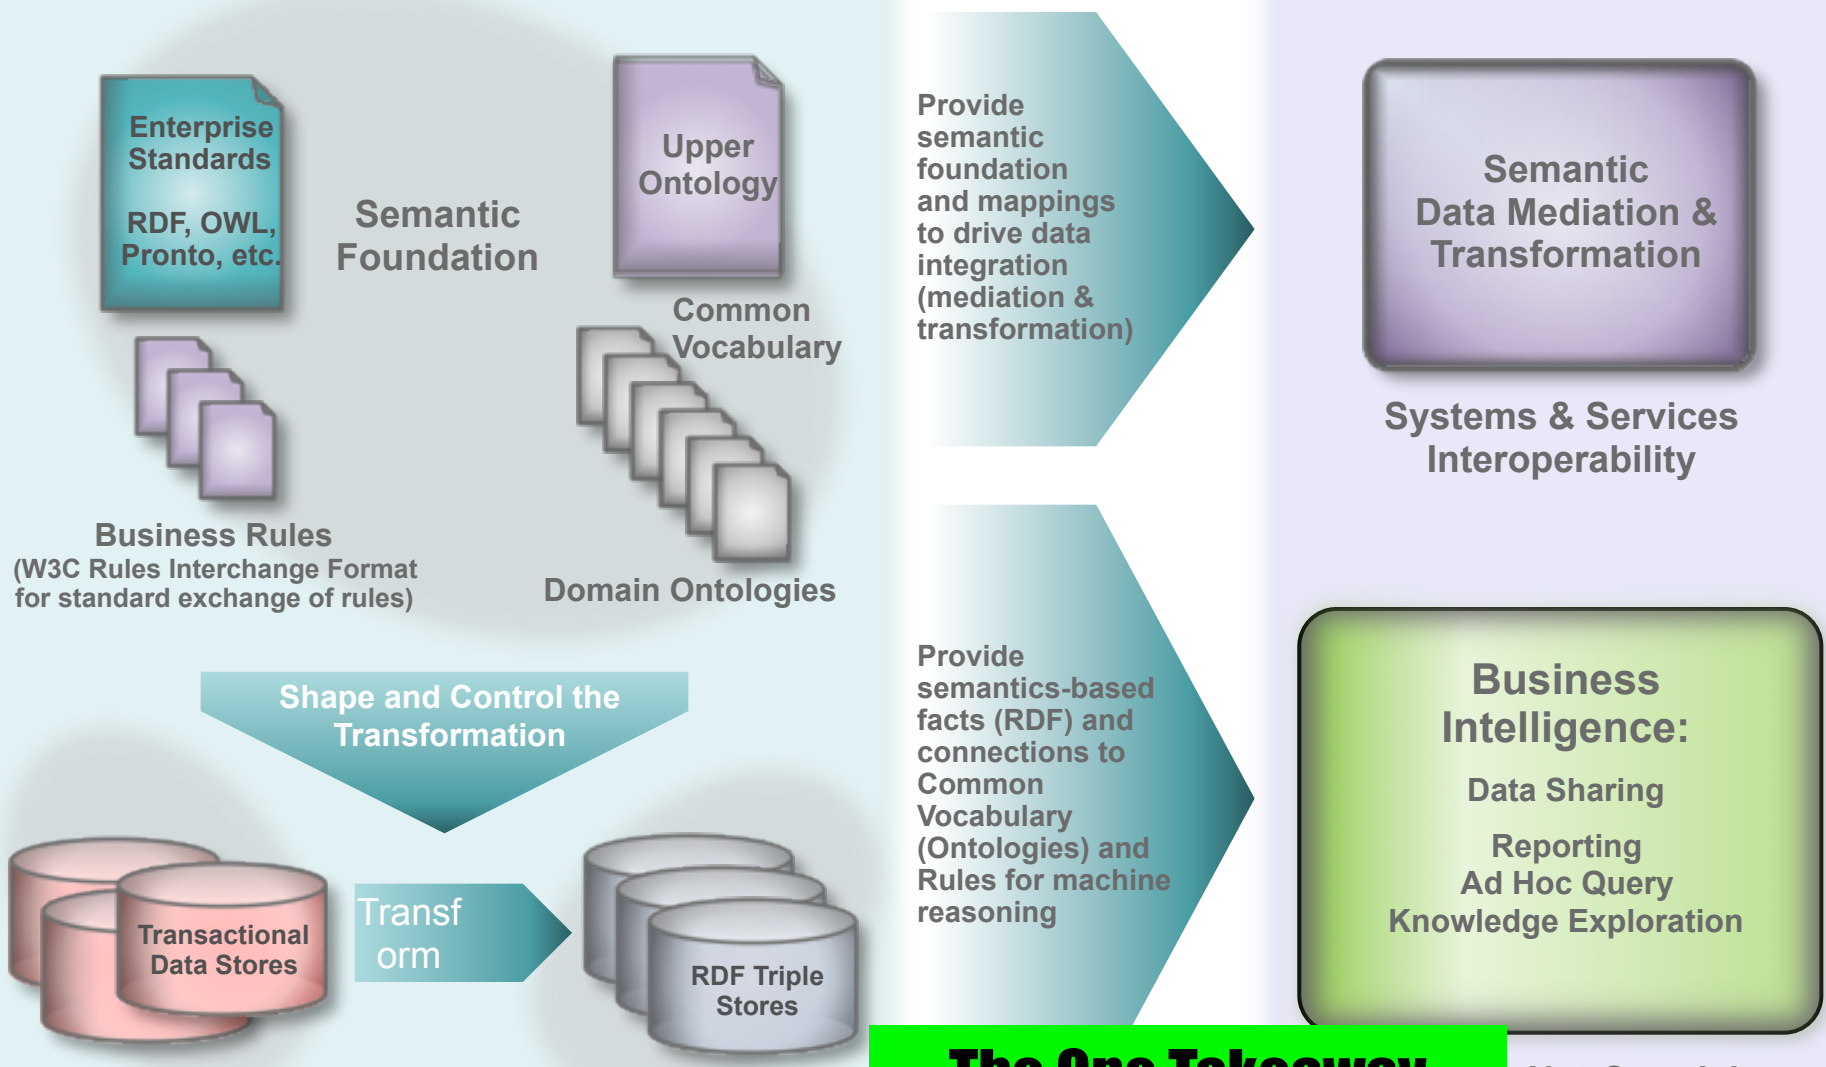 Enterprise
Standards
RDF, OWL,
Pronto, etc.
Semantic
Foundation
Upper
Ontology
Common
Vocabulary
Business Rules
(W3C Rules Interchange Format
for standard exchange of rules)
Domain Ontologies
Shape and Control the
Transformation
Transactional
Data Stores
Transf
orm
RDF Triple
Stores
Provide
semantic
foundation
and mappings
to drive data
integration
(mediation &
transformation)
Provide
semantics-based
facts (RDF) and
connections to
Common
Vocabulary
(Ontologies) and
Rules for machine
reasoning
Semantic
Data Mediation &
Transformation
Systems & Services
Interoperability
Business
Intelligence:
Data Sharing
Reporting
Ad Hoc Query
Knowledge Exploration
The One Takeaway